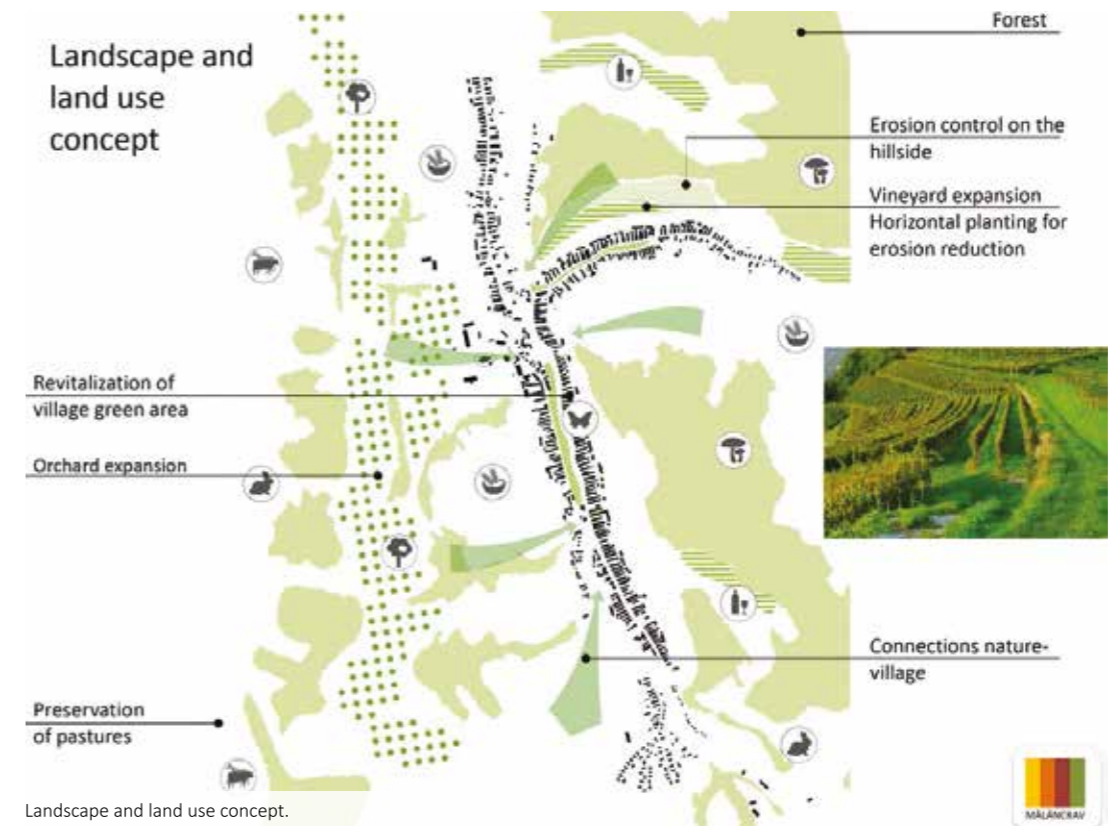 Landscape and
land use
concept
Forest
Erosion control on the
hillside
Vineyard expansion
Horizontal planting for
erosion reduction
Revitalization of
village green area
Orchard expansion
Connections nature-
village
Preservation
of pastures
MĂLÂNCRAV
Landscape and land use concept.